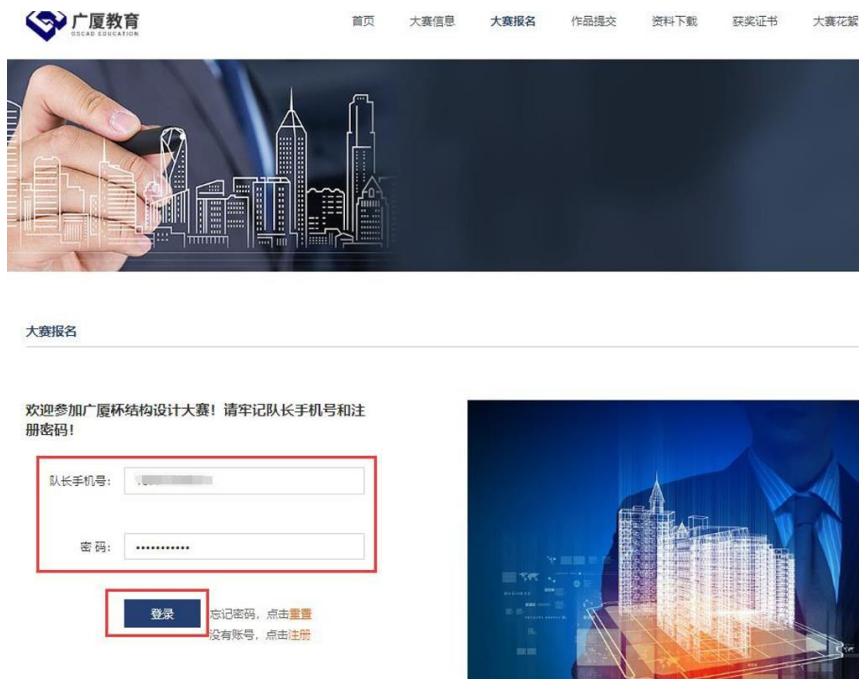 广厦教育
GSCAD EDUCATION
首页 大赛信息 大赛报名 作品提交 资料下载 获奖证书 大赛花絮
大赛报名
欢迎参加广厦杯结构设计大赛！请牢记队长手机号和注
册密码！
队长手机号:
密 码: •••••••••••
登录 忘记密码，点击重置
没有账号，点击注册